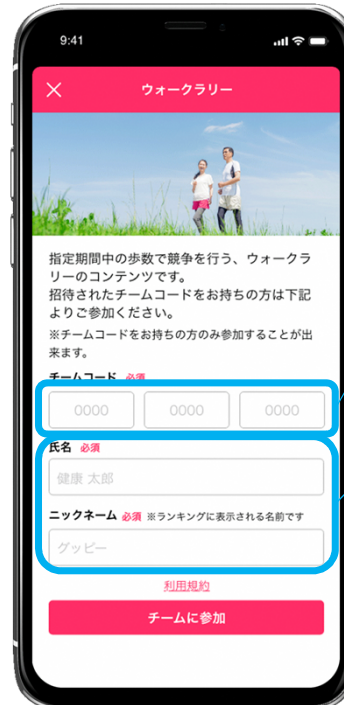 9:41
ウォークラリー
指定期間中の歩数で競争を行う、ウォークラ
リーのコンテンツです。
招待されたチームコードをお持ちの方は下記
よりご参加ください。
※チームコードをお持ちの方のみ参加することが出
来ます。
チームコード 必須
0000 0000 0000
氏名 必須
健康 太郎
ニックネーム 必須 ※ランキングに表示される名前です
グッピー
利用規約
チームに参加